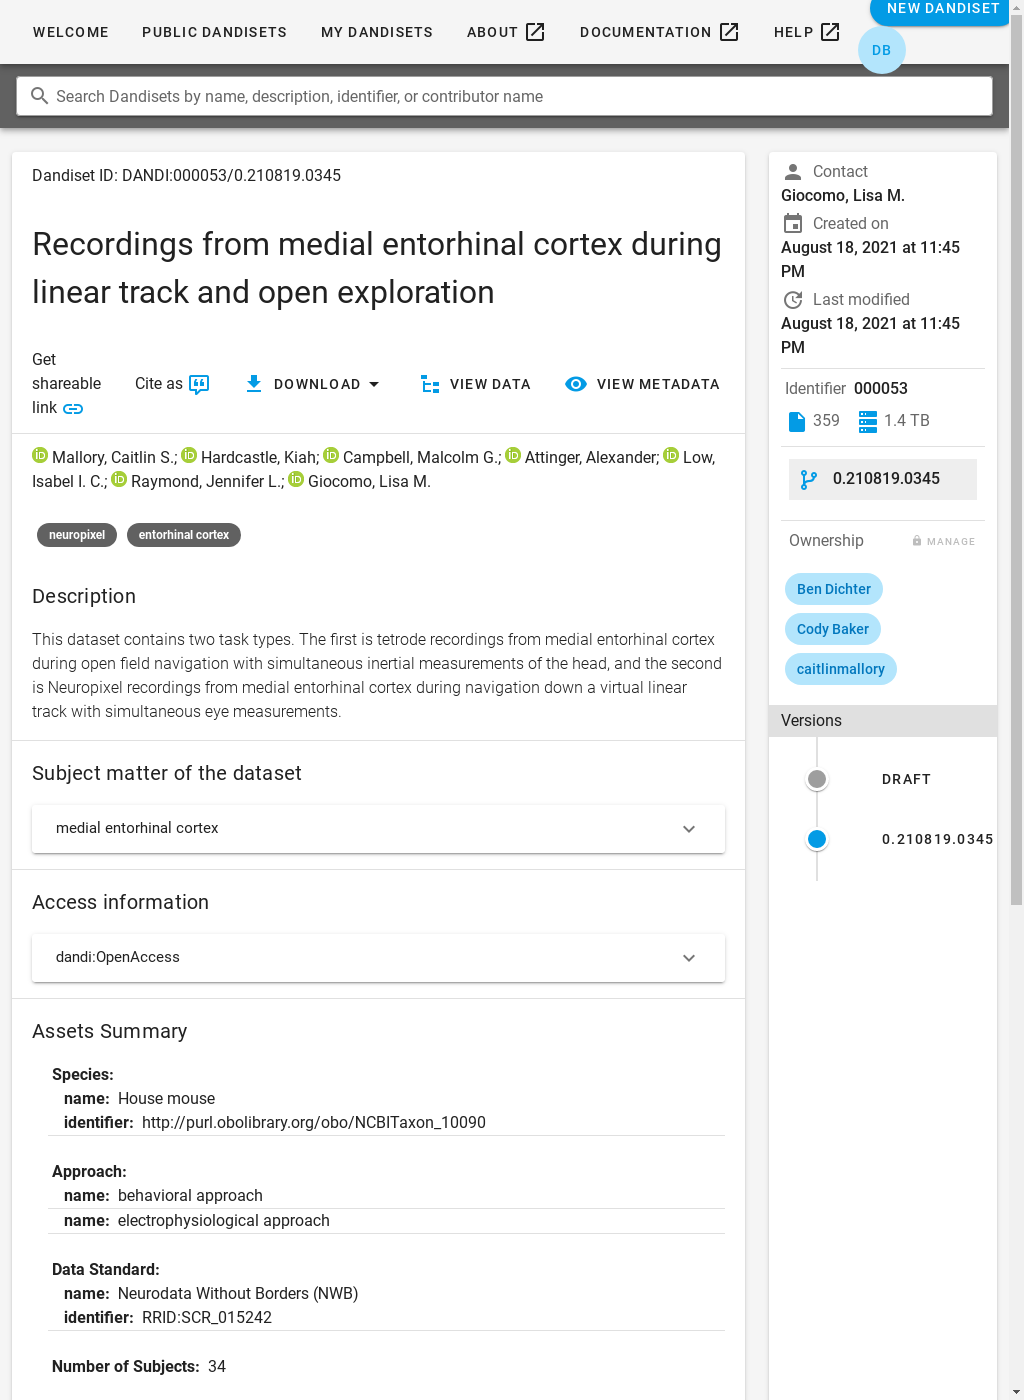 WELCOME
PUBLIC DANDISETS
MY DANDISETS
ABOUT
DOCUMENTATION
HELP
NEW DANDISET
DB
Search Dandisets by name, description, identifier, or contributor name
Dandiset ID: DANDI:000053/0.210819.0345
Recordings from medial entorhinal cortex during
linear track and open exploration
Get
shareable
link
Cite as
DOWNLOAD
VIEW DATA
VIEW METADATA
iD Mallory, Caitlin S.; iD Hardcastle, Kiah; iD Campbell, Malcolm G.; iD Attinger, Alexander; iD Low,
Isabel I. C.; iD Raymond, Jennifer L.; iD Giocomo, Lisa M.
neuropixel
entorhinal cortex
Description
This dataset contains two task types. The first is tetrode recordings from medial entorhinal cortex
during open field navigation with simultaneous inertial measurements of the head, and the second
is Neuropixel recordings from medial entorhinal cortex during navigation down a virtual linear
track with simultaneous eye measurements.
Subject matter of the dataset
medial entorhinal cortex
Access information
dandi:OpenAccess
Assets Summary
Species:
name: House mouse
identifier: http://purl.obolibrary.org/obo/NCBITaxon_10090
Approach:
name: behavioral approach
name: electrophysiological approach
Data Standard:
name: Neurodata Without Borders (NWB)
identifier: RRID:SCR_015242
Number of Subjects: 34
Contact
Giocomo, Lisa M.
Created on
August 18, 2021 at 11:45
PM
Last modified
August 18, 2021 at 11:45
PM
Identifier 000053
359
1.4 TB
0.210819.0345
Ownership
MANAGE
Ben Dichter
Cody Baker
caitlinmallory
Versions
DRAFT
0.210819.0345